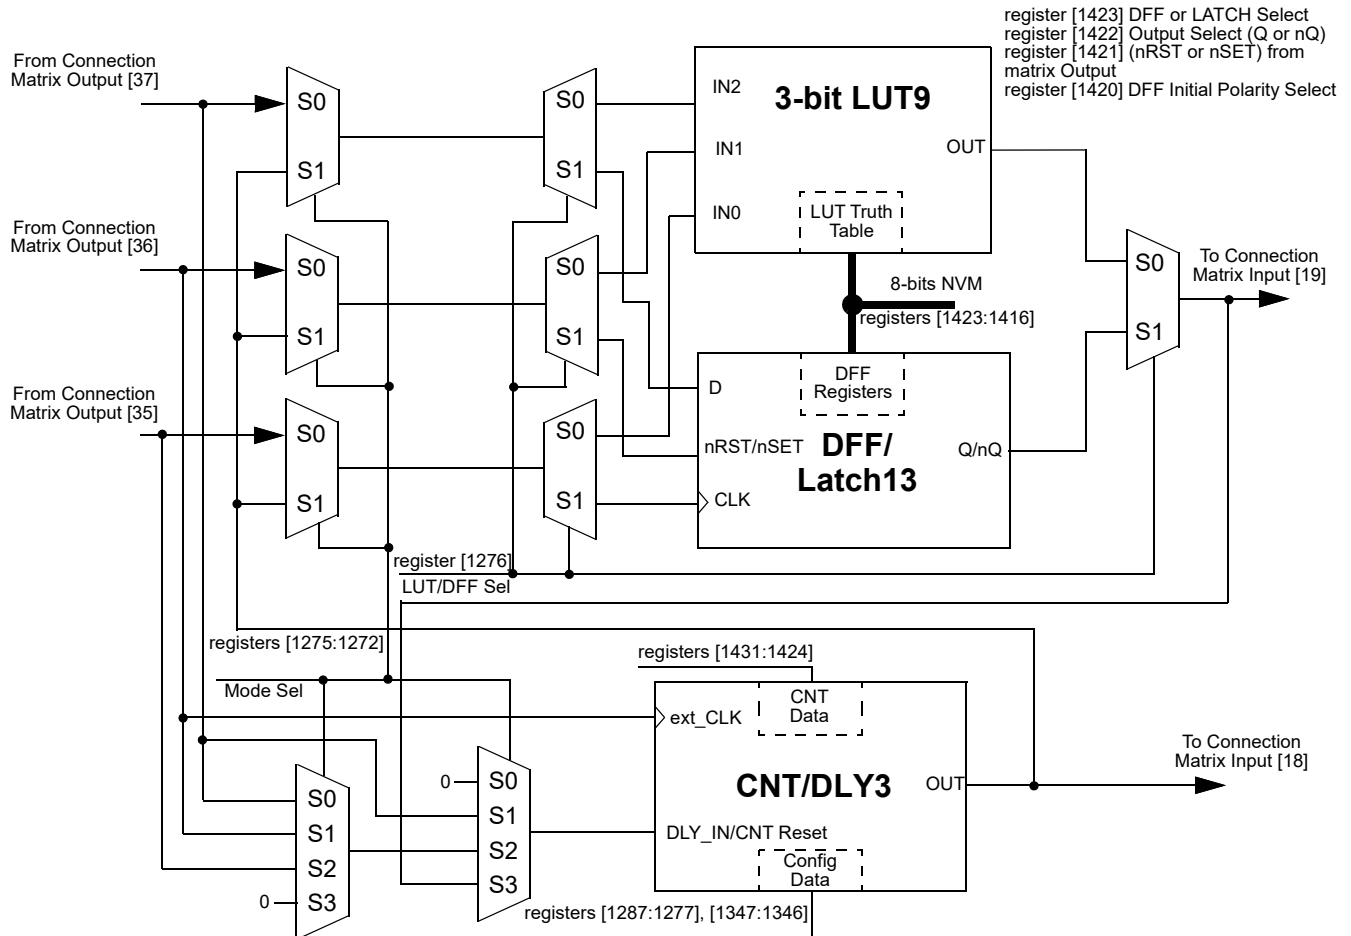 register [1423] DFF or LATCH Select
register [1422] Output Select (Q or nQ)
register [1421] (nRST or nSET) from
matrix Output
register [1420] DFF Initial Polarity Select
From Connection
Matrix Output [37]
S0
S1
S0
S1
IN2
IN1
IN0
3-bit LUT9
OUT
LUT Truth
Table
From Connection
Matrix Output [36]
S0
S1
S0
S1
8-bits NVM
registers [1423:1416]
S0
S1
To Connection
Matrix Input [19]
From Connection
Matrix Output [35]
S0
S1
S0
S1
DFF
Registers
D
nRST/nSET
CLK
DFF/
Latch13
Q/nQ
register [1276]
LUT/DFF Sel
registers [1275:1272]
Mode Sel
registers [1431:1424]
CNT
Data
ext_CLK
CNT/DLY3
OUT
To Connection
Matrix Input [18]
DLY_IN/CNT Reset
Config
Data
S0
S1
S2
0
S3
0
S0
S1
S2
S3
registers [1287:1277], [1347:1346]